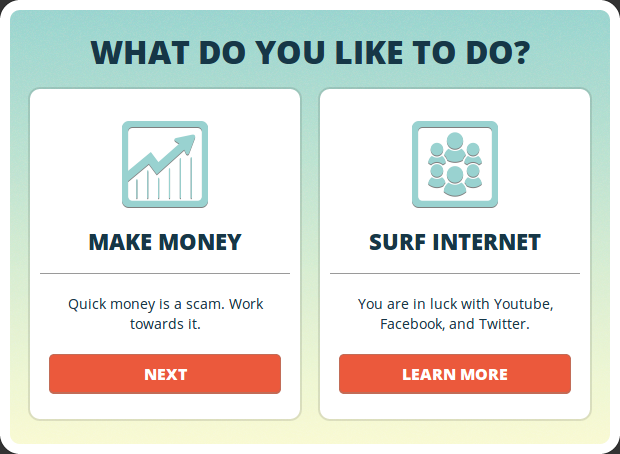 WHAT DO YOU LIKE TO DO?
MAKE MONEY
Quick money is a scam. Work
towards it.
NEXT
SURF INTERNET
You are in luck with Youtube,
Facebook, and Twitter.
LEARN MORE